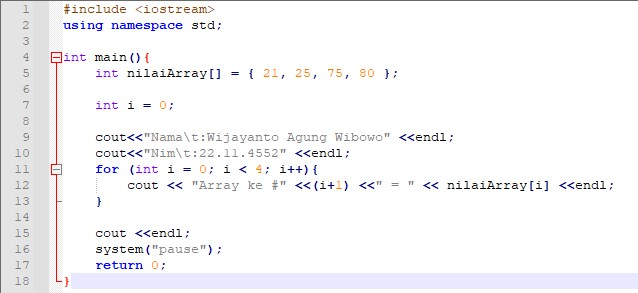 1 #include <iostream>
2 using namespace std;
3
4 int main(){
5 int nilaiArray[] = { 21, 25, 75, 80 };
6
7 int i = 0;
8
9 cout<<"Nama\t:Wijayanto Agung Wibowo" <<endl;
10 cout<<"Nim\t:22.11.4552" <<endl;
11 for (int i = 0; i < 4; i++){
12 cout << "Array ke #" <<(i+1) <<" = " << nilaiArray[i] <<endl;
13 }
14
15 cout <<endl;
16 system("pause");
17 return 0;
18 }